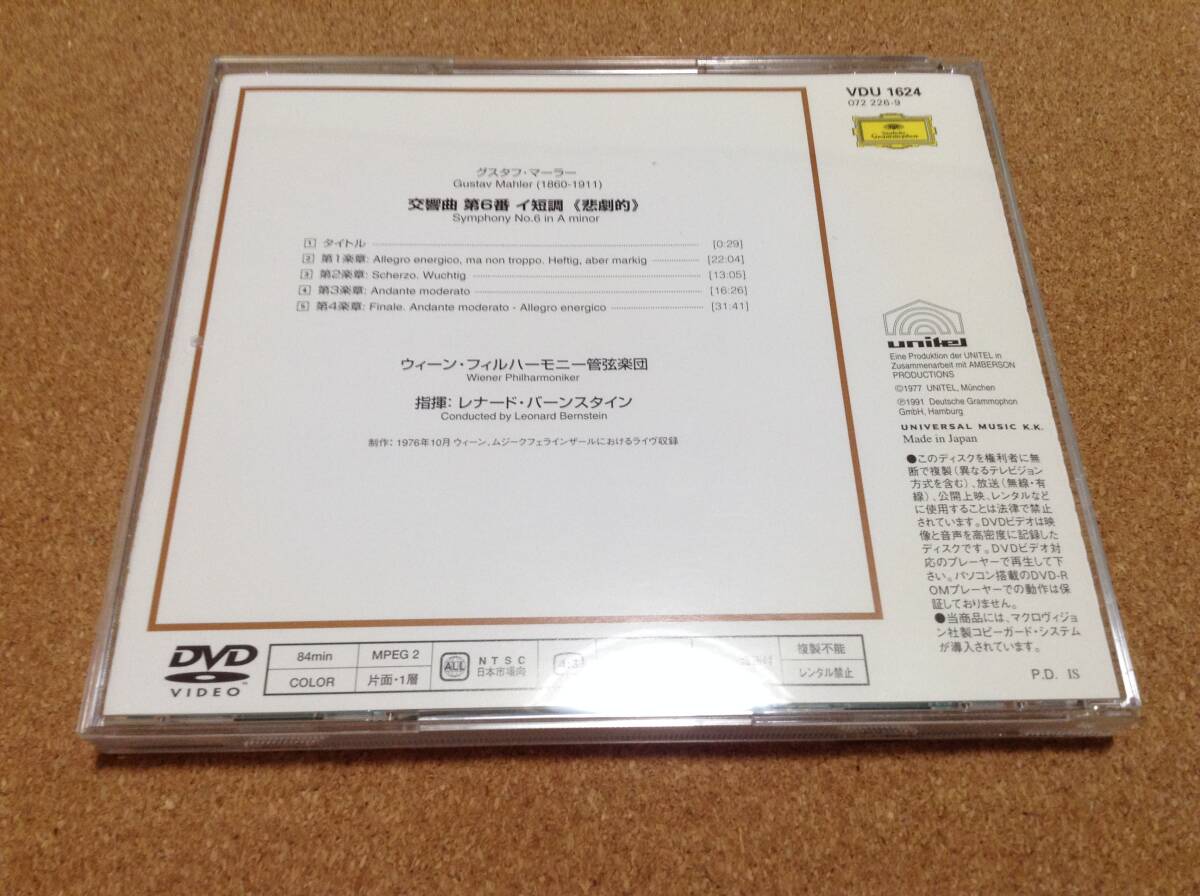 VDU 1624
072 226-9
Deutsche Grammophon
グスタフ・マーラー
Gustav Mahler (1860-1911)
交響曲 第6番 イ短調《悲劇的》
Symphony No.6 in A minor
1 タイトル [0:29]
2 第1楽章: Allegro energico, ma non troppo. Heftig, aber markig [22:04]
3 第2楽章: Scherzo. Wuchtig [13:05]
4 第3楽章: Andante moderato [16:26]
5 第4楽章: Finale. Andante moderato - Allegro energico [31:41]
ウィーン・フィルハーモニー管弦楽団
Wiener Philharmoniker
指揮: レナード・バーンスタイン
Conducted by Leonard Bernstein
制作: 1976年10月 ウィーン、ムジークフェラインザールにおけるライヴ収録
unitel
Eine Produktion der UNITEL in
Zusammenarbeit mit AMBERSON
PRODUCTIONS
©1977 UNITEL, München
℗1991 Deutsche Grammophon
GmbH, Hamburg
UNIVERSAL MUSIC K.K.
Made in Japan
●このディスクを権利者に無
断で複製(異なるテレビジョン
方式を含む)、放送(無線・有
線)、公開上映、レンタルなど
に使用することは法律で禁止
されています。DVDビデオは映
像と音声を高密度に記録した
ディスクです。DVDビデオ対
応のプレーヤーで再生して下
さい。パソコン搭載のDVD-R
OMプレーヤーでの動作は保
証しておりません。
●当商品には、マクロヴィジョ
ン社製コピーガード・システム
が導入されています。
P.D. IS
DVD
VIDEO™
84min
COLOR
MPEG 2
片面・1層
ALL
NTSC
日本市場向
4:3
複製不能
レンタル禁止